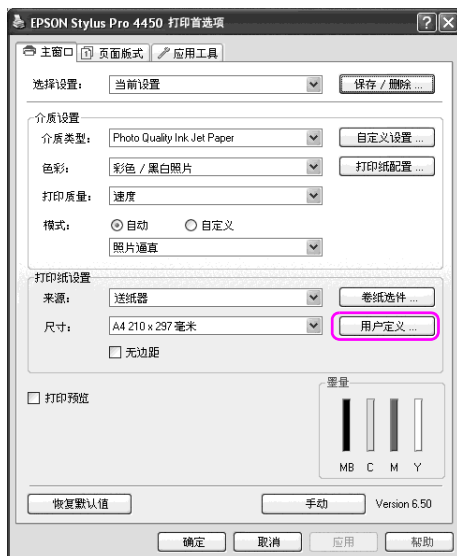 EPSON Stylus Pro 4450 打印首选项
主窗口 页面版式 应用工具
选择设置： 当前设置 保存 / 删除 ...
介质设置
介质类型： Photo Quality Ink Jet Paper 自定义设置 ...
色彩： 彩色 / 黑白照片 打印纸配置 ...
打印质量： 速度
模式： 自动 自定义
照片逼真
打印纸设置
来源： 送纸器 卷纸选件 ...
尺寸： A4 210 x 297 毫米 用户定义 ...
无边距
打印预览
墨量
MB C M Y
恢复默认值 手动 Version 6.50
确定 取消 应用 帮助